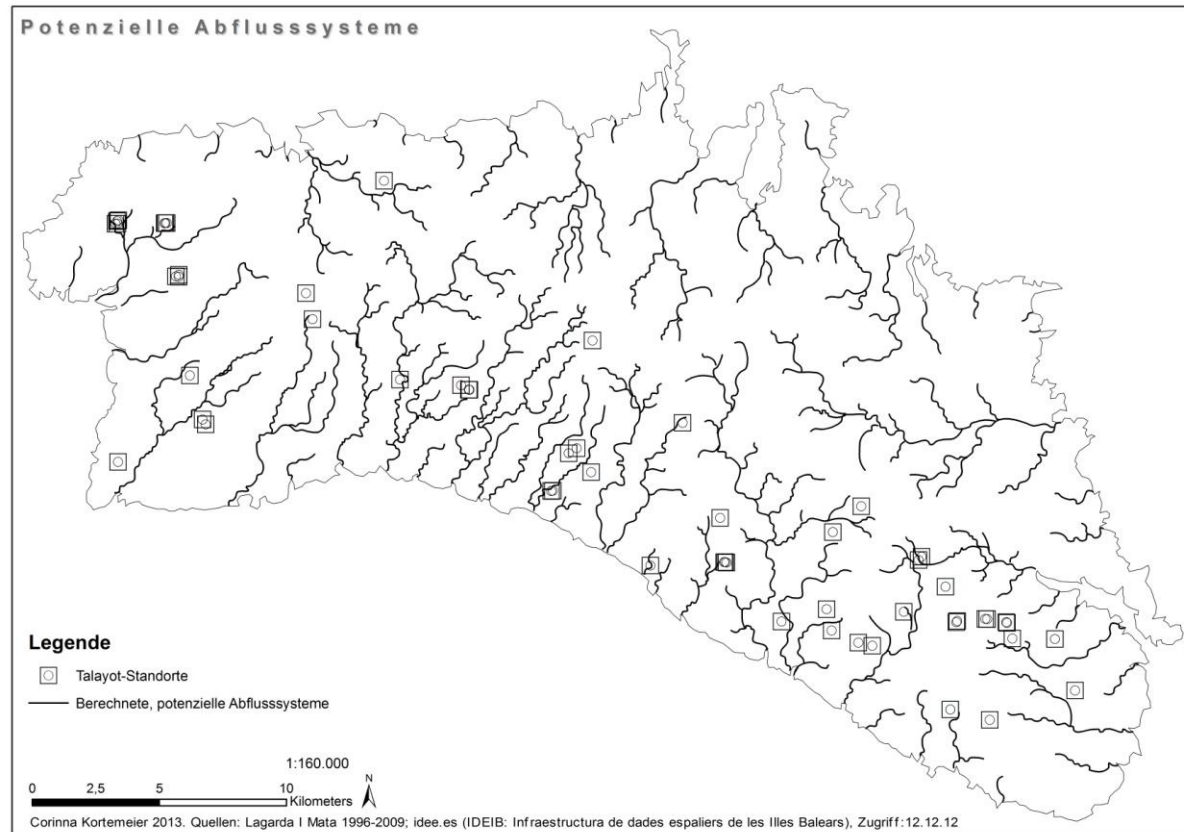 Potenzielle Abflusssysteme
Legende
Talayot-Standorte
Berechnete, potenzielle Abflusssysteme
1:160.000
0 2,5 5 10
Kilometers
N
Corinna Kortemeier 2013. Quellen: Lagarda I Mata 1996-2009; idee.es (IDEIB: Infraestructura de dades espaliers de les Illes Balears), Zugriff:12.12.12